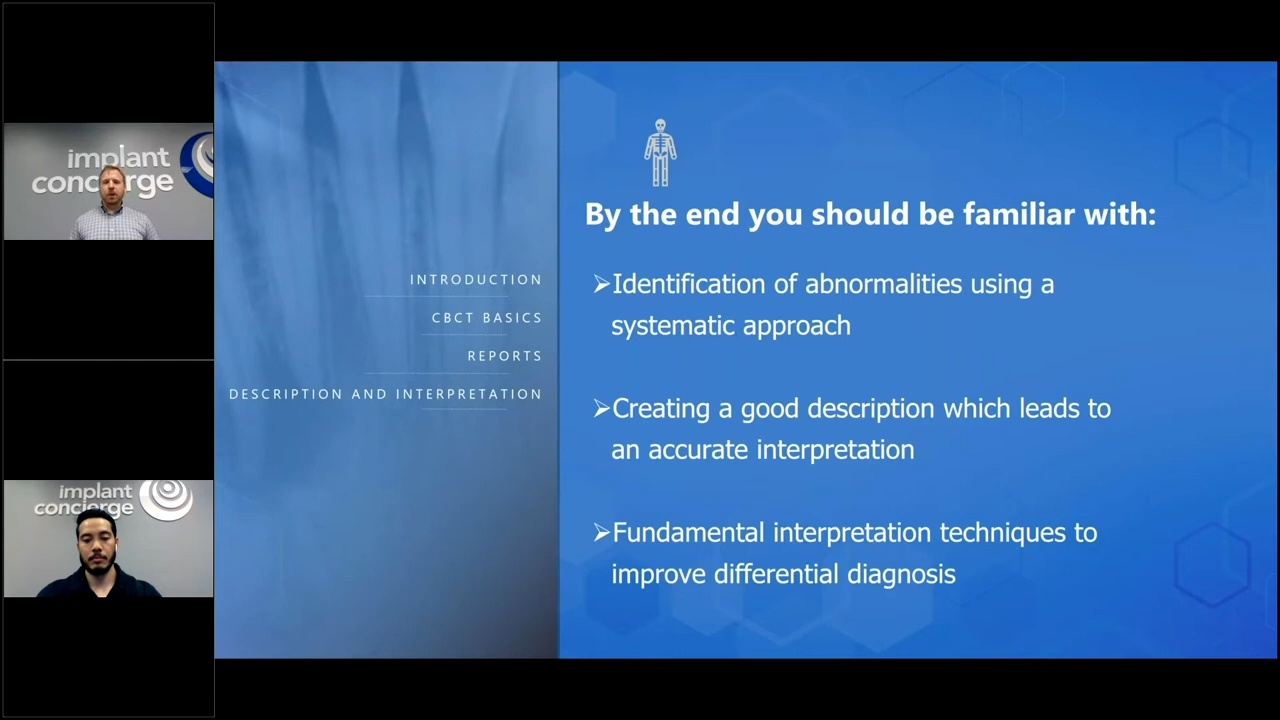 implant
concierge
implant
concierge
INTRODUCTION
CBCT BASICS
REPORTS
DESCRIPTION AND INTERPRETATION
By the end you should be familiar with:
➢Identification of abnormalities using a
systematic approach
➢Creating a good description which leads to
an accurate interpretation
➢Fundamental interpretation techniques to
improve differential diagnosis